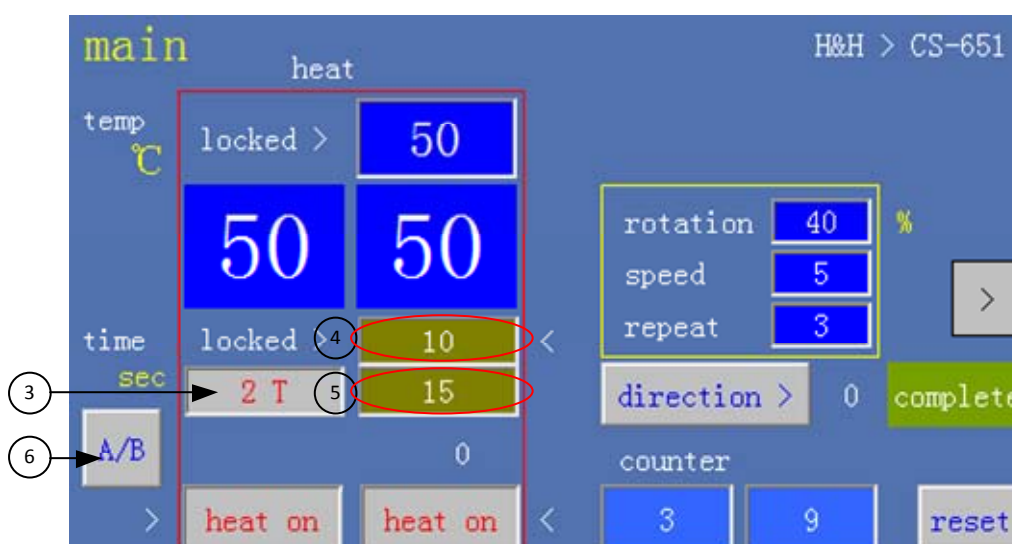 main
H&H > CS-651
heat
temp
℃
locked > 50
50 50
rotation 40 %
speed 5
>
repeat 3
time locked > 4 10 <
sec
3 2 T 5 15
direction > 0 complete
6 A/B
0
counter
> heat on heat on < 3 9 reset